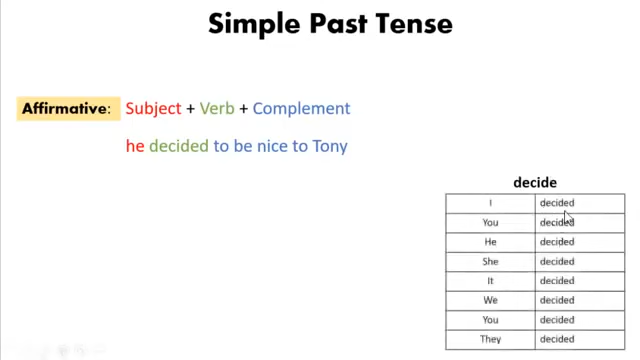 Simple Past Tense
Affirmative: Subject + Verb + Complement
he decided to be nice to Tony
decide
I decided
You decided
He decided
She decided
It decided
We decided
You decided
They decided